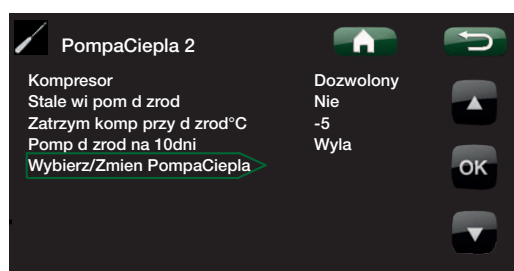 PompaCiepla 2
Kompresor Dozwolony
Stale wi pom d zrod Nie
Zatrzym komp przy d zrod°C -5
Pomp d zrod na 10dni Wyla
Wybierz/Zmien PompaCiepla
OK